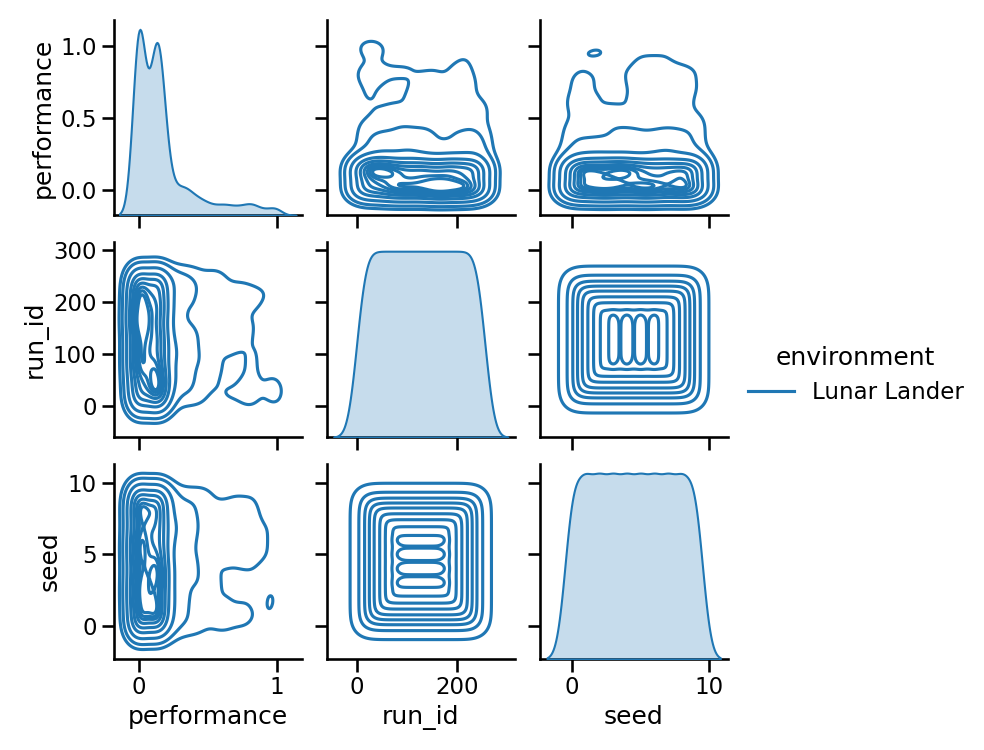 performance
1.0
0.5
0.0
run_id
300
200
100
0
environment
Lunar Lander
seed
10
5
0
0 1
0 200
0 10
performance
run_id
seed